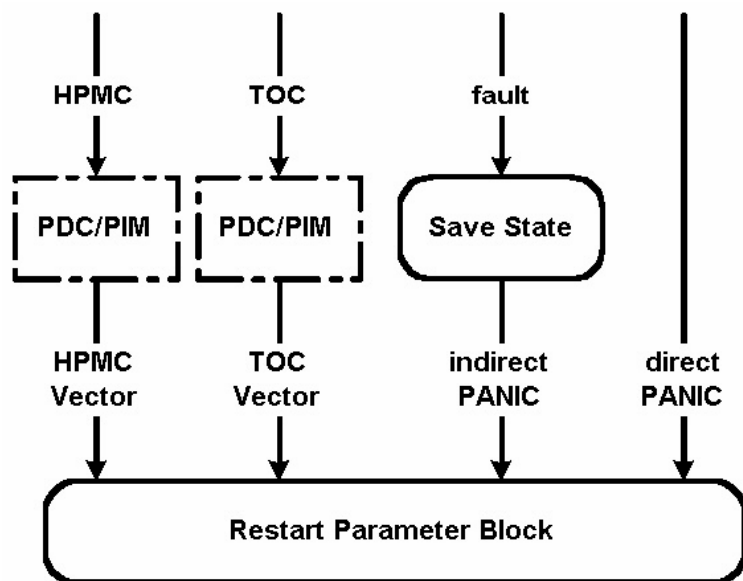 HPMC
TOC
fault
PDC/PIM
PDC/PIM
Save State
HPMC
Vector
TOC
Vector
indirect
PANIC
direct
PANIC
Restart Parameter Block